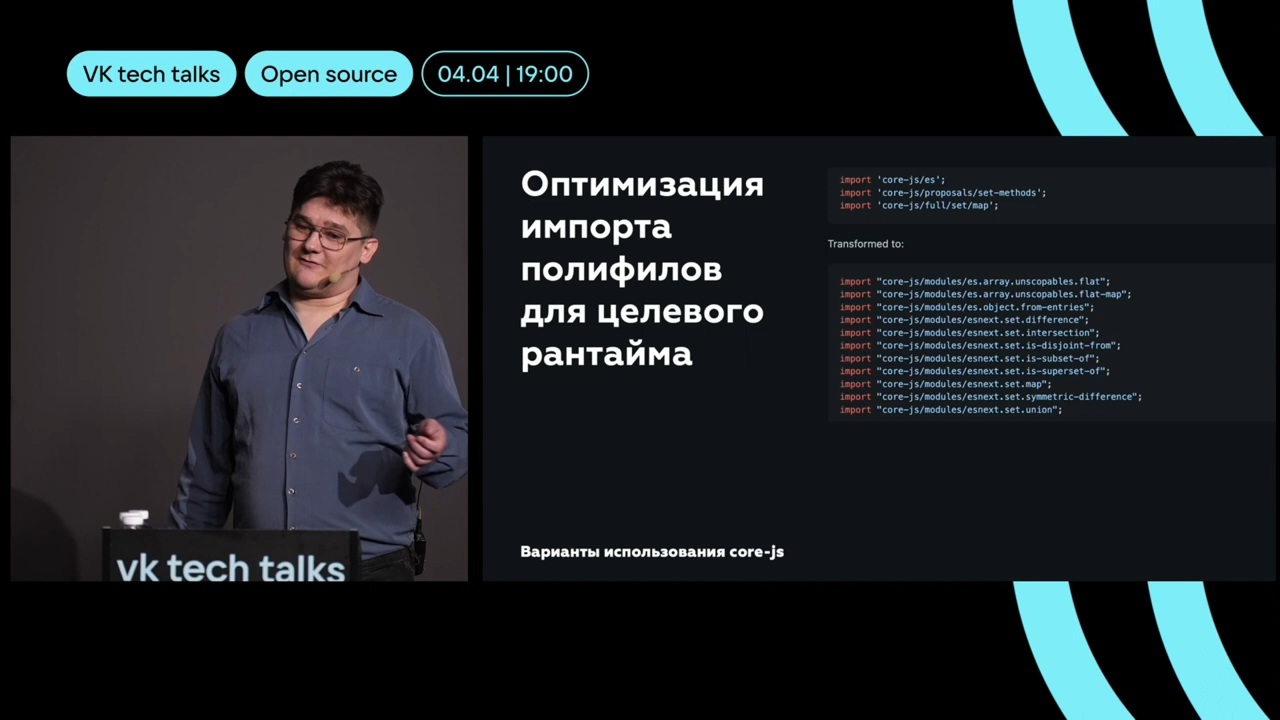 VK tech talks
Open source
04.04 | 19:00
Оптимизация
импорта
полифилов
для целевого
рантайма
import 'core-js/es';
import 'core-js/proposals/set-methods';
import 'core-js/full/set/map';
Transformed to:
import "core-js/modules/es.array.unscopables.flat";
import "core-js/modules/es.array.unscopables.flat-map";
import "core-js/modules/es.object.from-entries";
import "core-js/modules/esnext.set.difference";
import "core-js/modules/esnext.set.intersection";
import "core-js/modules/esnext.set.is-disjoint-from";
import "core-js/modules/esnext.set.is-subset-of";
import "core-js/modules/esnext.set.is-superset-of";
import "core-js/modules/esnext.set.map";
import "core-js/modules/esnext.set.symmetric-difference";
import "core-js/modules/esnext.set.union";
Варианты использования core-js
vk tech talks